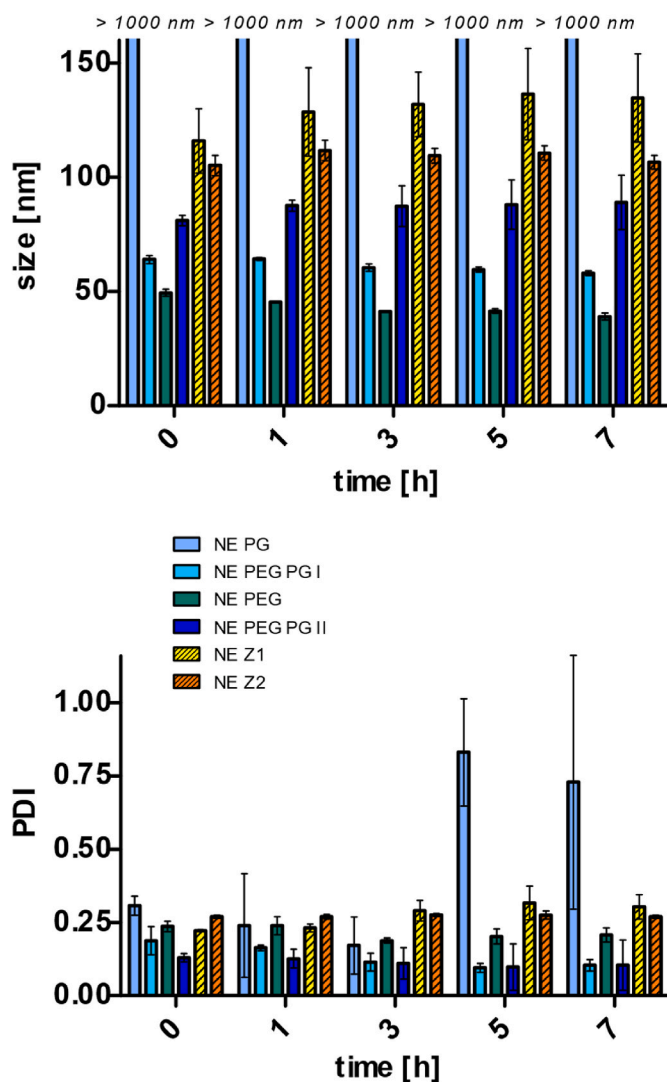 > 1000 nm > 1000 nm > 1000 nm > 1000 nm > 1000 nm
150
100
50
0
size [nm]
0 1 3 5 7
time [h]
NE PG
NE PEG PG I
NE PEG
NE PEG PG II
NE Z1
NE Z2
1.00
0.75
0.50
0.25
0.00
PDI
0 1 3 5 7
time [h]